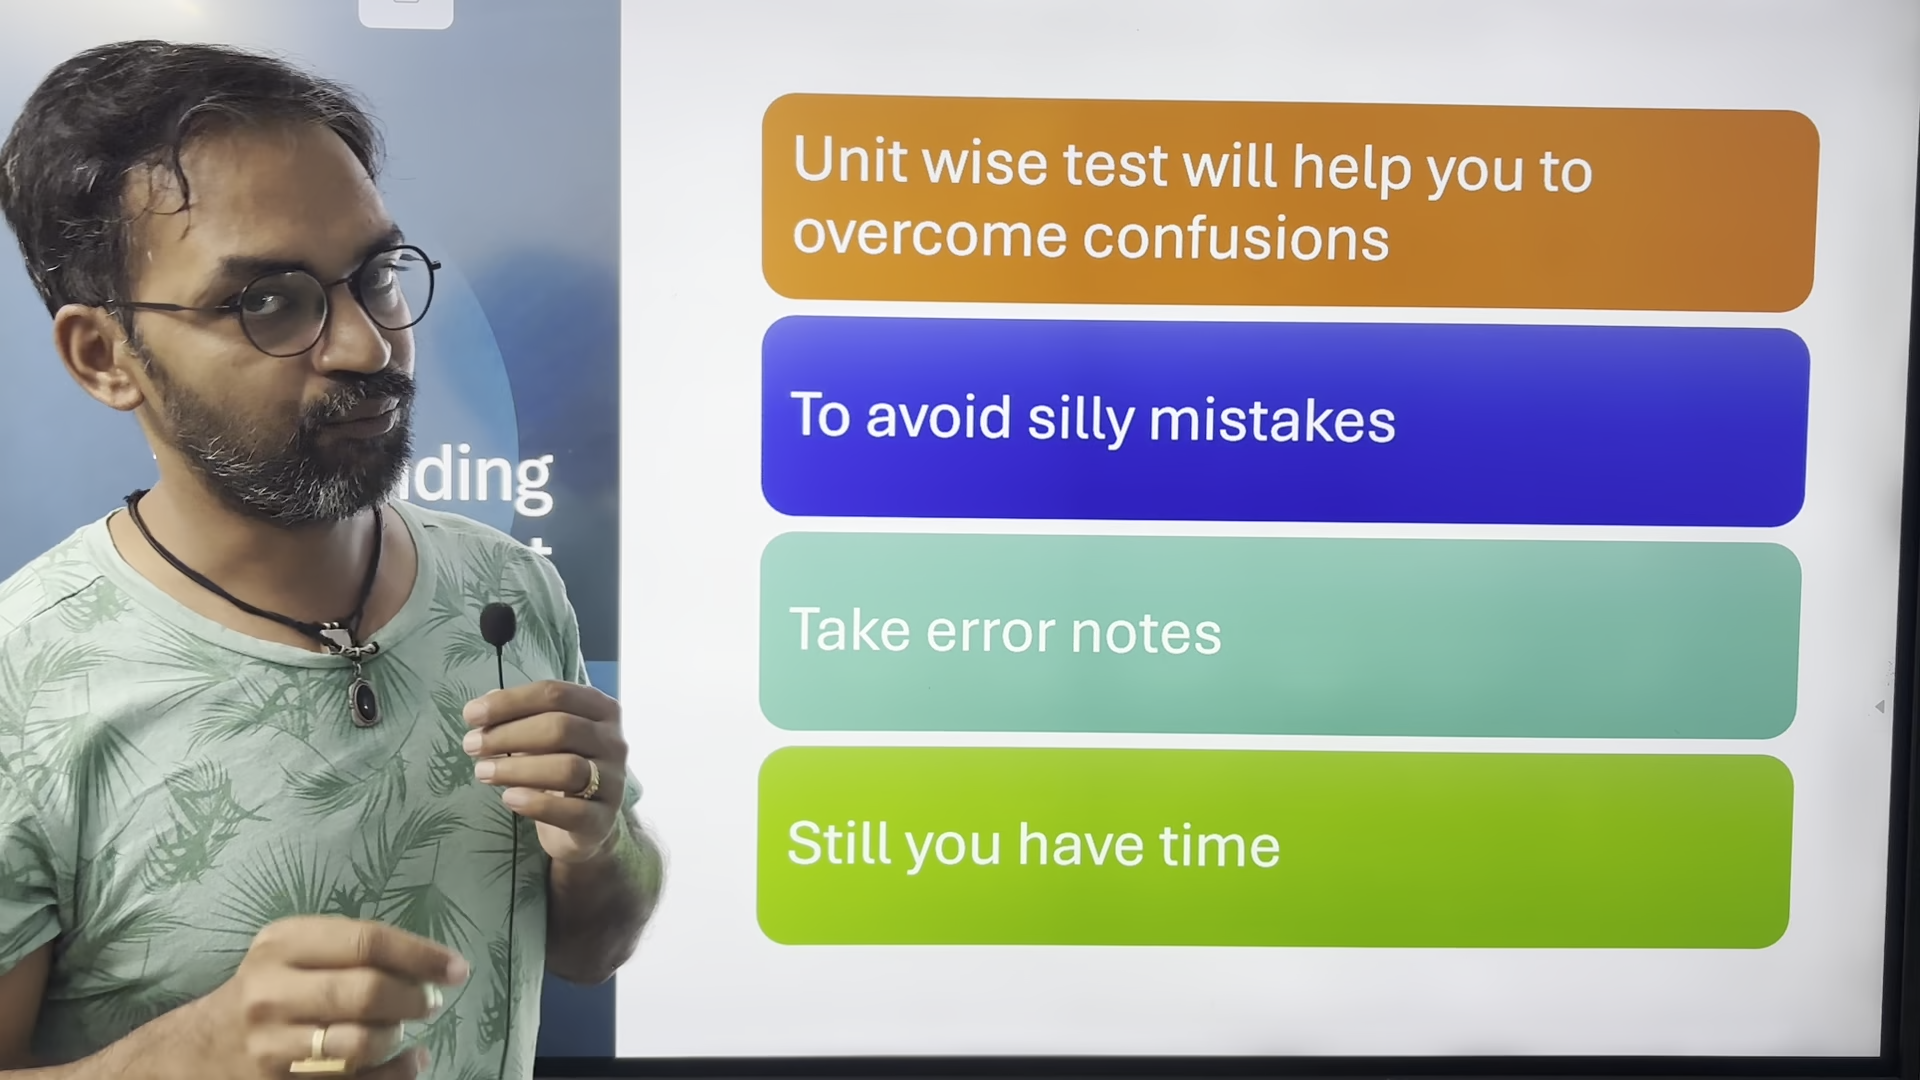 Unit wise test will help you to
overcome confusions
To avoid silly mistakes
Take error notes
Still you have time